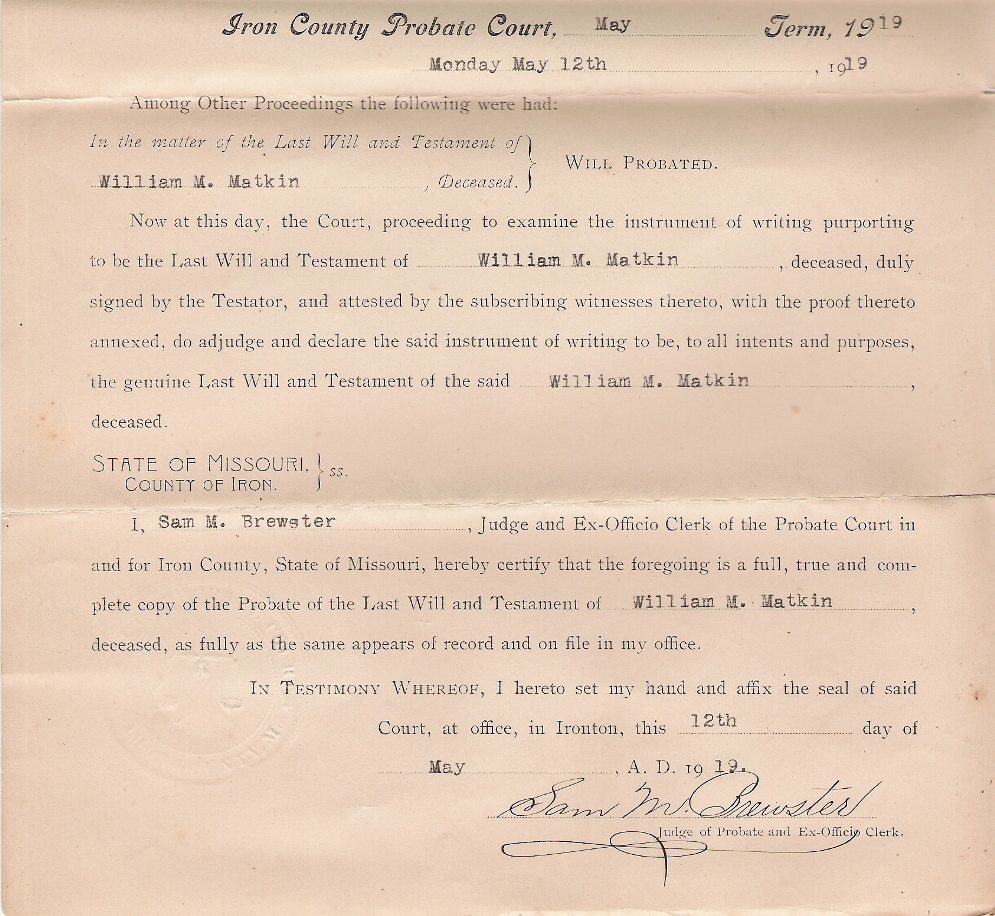 Iron County Probate Court, May Term, 1919
Monday May 12th , 1919
Among Other Proceedings the following were had:
In the matter of the Last Will and Testament of
William M. Matkin , Deceased. } WILL PROBATED.
Now at this day, the Court, proceeding to examine the instrument of writing purporting
to be the Last Will and Testament of William M. Matkin , deceased, duly
signed by the Testator, and attested by the subscribing witnesses thereto, with the proof thereto
annexed, do adjudge and declare the said instrument of writing to be, to all intents and purposes,
the genuine Last Will and Testament of the said William M. Matkin ,
deceased.
STATE OF MISSOURI. } ss.
COUNTY OF IRON.
I, Sam M. Brewster , Judge and Ex-Officio Clerk of the Probate Court in
and for Iron County, State of Missouri, hereby certify that the foregoing is a full, true and com-
plete copy of the Probate of the Last Will and Testament of William M. Matkin ,
deceased, as fully as the same appears of record and on file in my office.
IN TESTIMONY WHEREOF, I hereto set my hand and affix the seal of said
Court, at office, in Ironton, this 12th day of
May , A. D. 1919.
Sam M. Brewster
Judge of Probate and Ex-Officio Clerk.